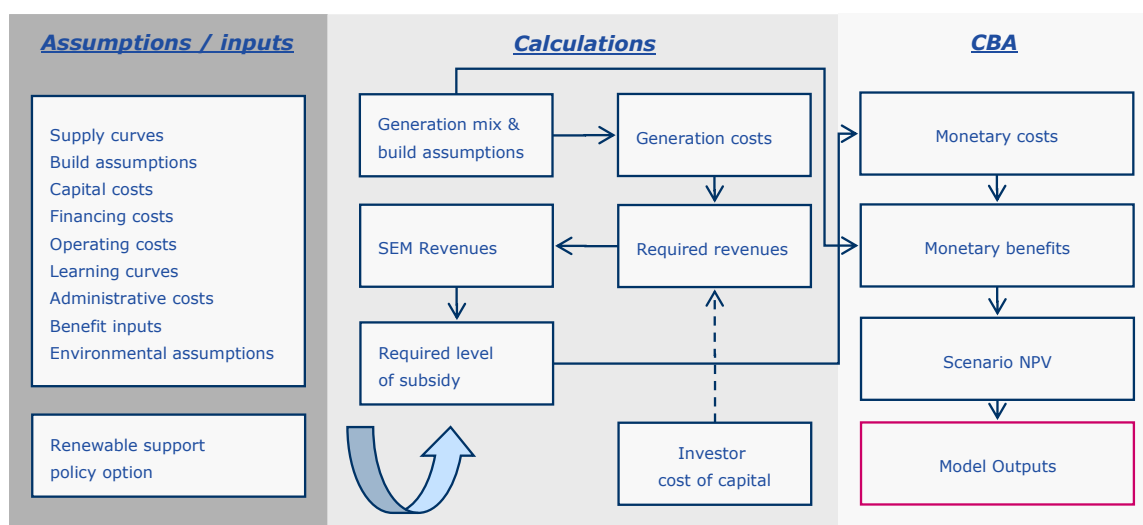 Assumptions / inputs
Supply curves
Build assumptions
Capital costs
Financing costs
Operating costs
Learning curves
Administrative costs
Benefit inputs
Environmental assumptions
Renewable support
policy option
Calculations
Generation mix &
build assumptions
Generation costs
SEM Revenues
Required revenues
Required level
of subsidy
Investor
cost of capital
CBA
Monetary costs
Monetary benefits
Scenario NPV
Model Outputs